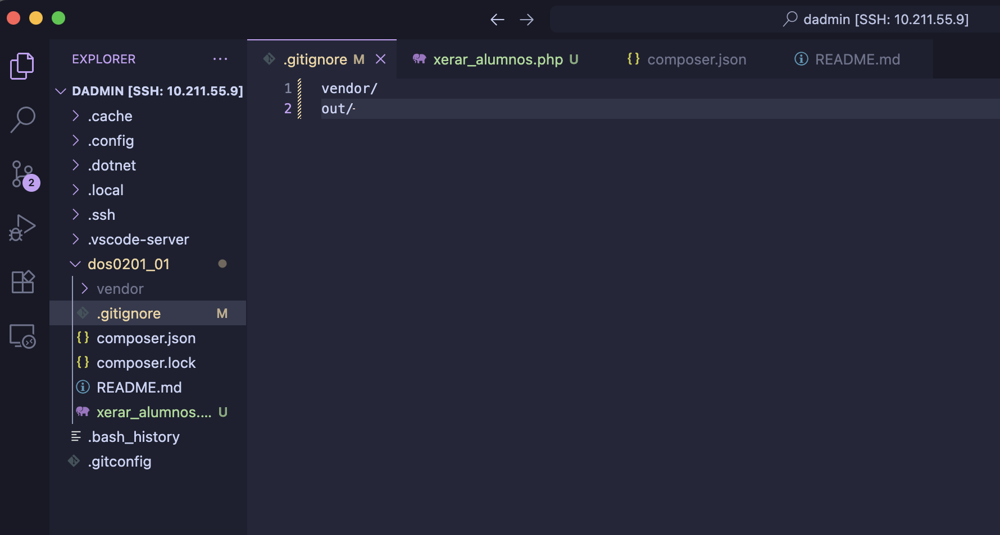 dadmin [SSH: 10.211.55.9]
EXPLORER ...
.gitignore M
xerar_alumnos.php U
{} composer.json
README.md
DADMIN [SSH: 10.211.55.9]
.cache
.config
.dotnet
.local
.ssh
.vscode-server
dos0201_01
vendor
.gitignore M
{} composer.json
{} composer.lock
README.md
xerar_alumnos.... U
.bash_history
.gitconfig
2
1 vendor/
2 out/